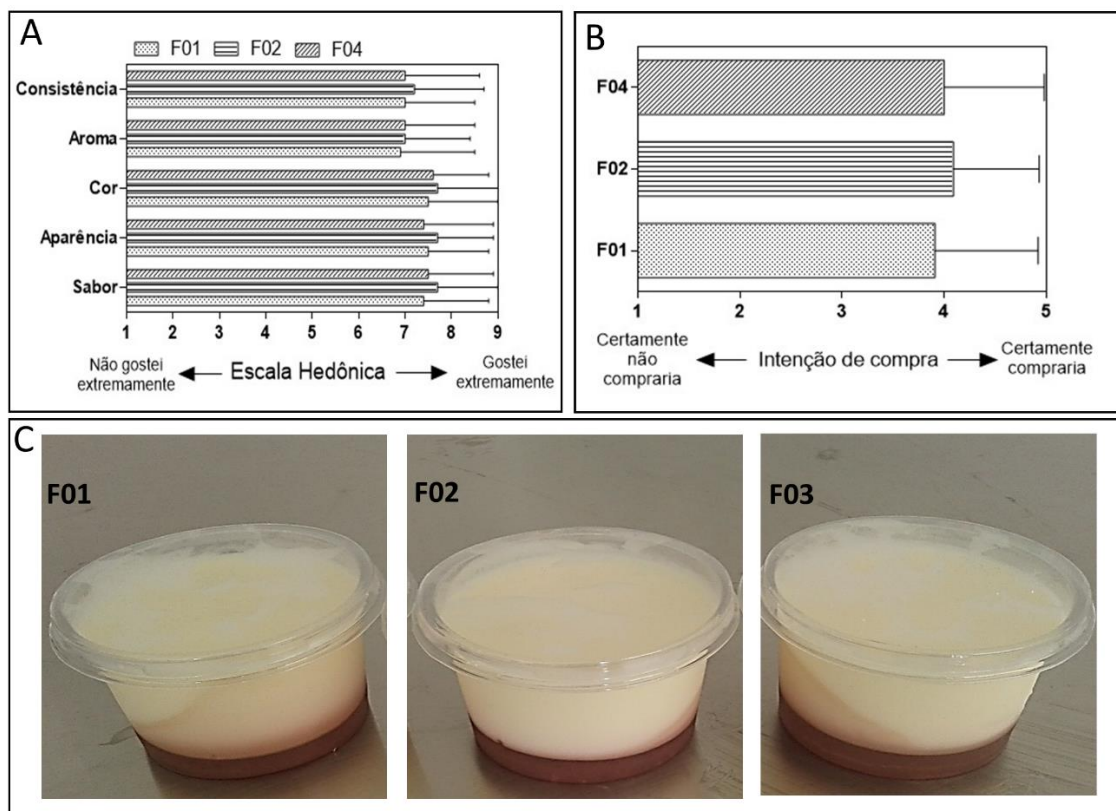 A
F01 F02 F04
Consistência
Aroma
Cor
Aparência
Sabor
1 2 3 4 5 6 7 8 9
Não gostei
extremamente
Escala Hedônica
Gostei
extremamente
B
F04
F02
F01
1 2 3 4 5
Certamente
não
compraria
Intenção de compra
Certamente
compraria
C
F01
F02
F03